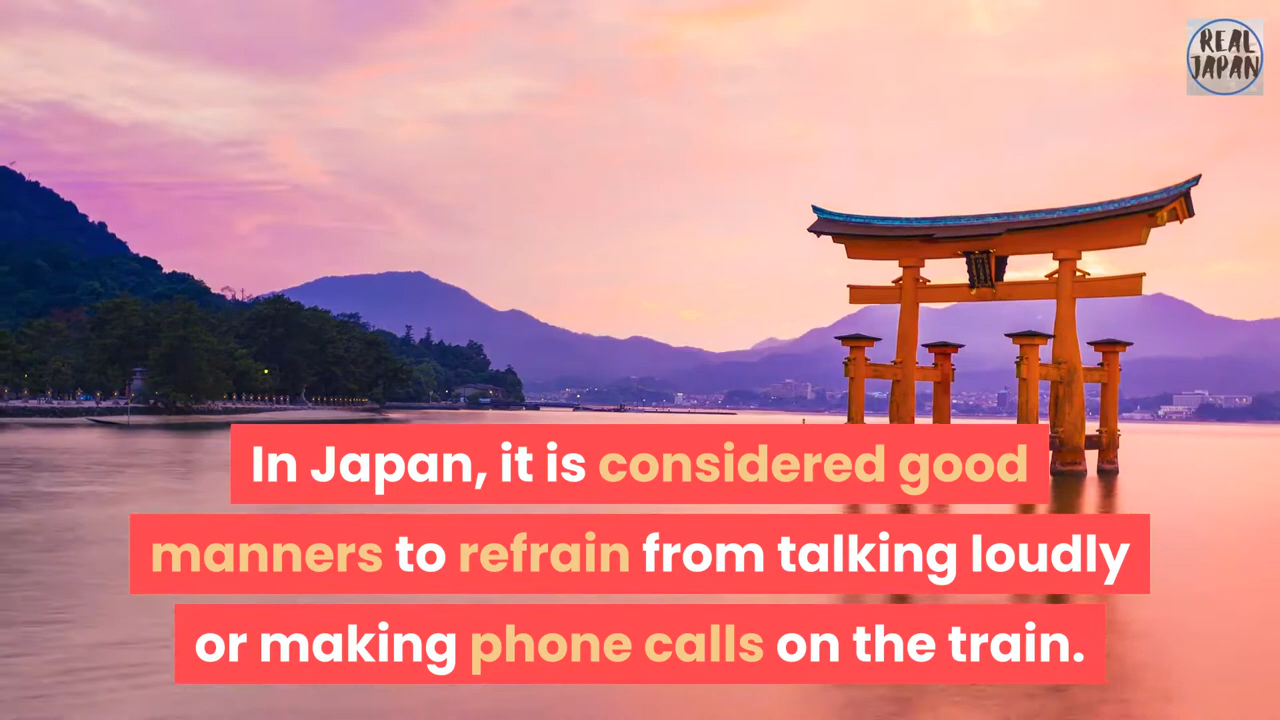 REAL
JAPAN
In Japan, it is considered good
manners to refrain from talking loudly
or making phone calls on the train.